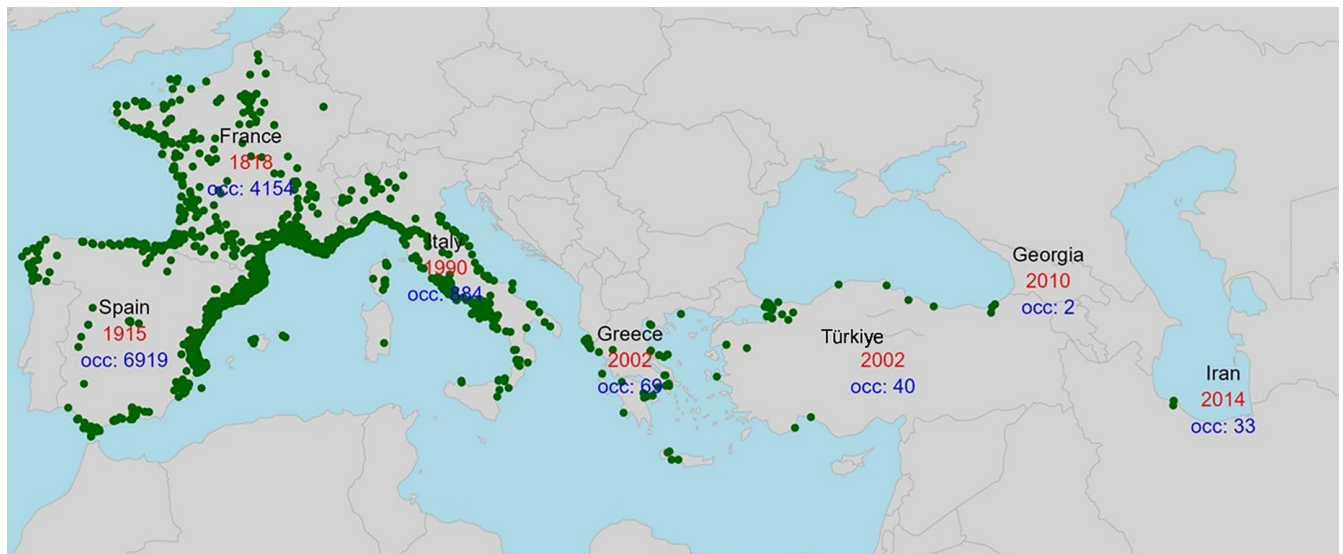 France
1818
occ: 4154
Italy
1990
occ: 884
Georgia
2010
occ: 2
Spain
1915
occ: 6919
Greece
2002
occ: 69
Türkiye
2002
occ: 40
Iran
2014
occ: 33